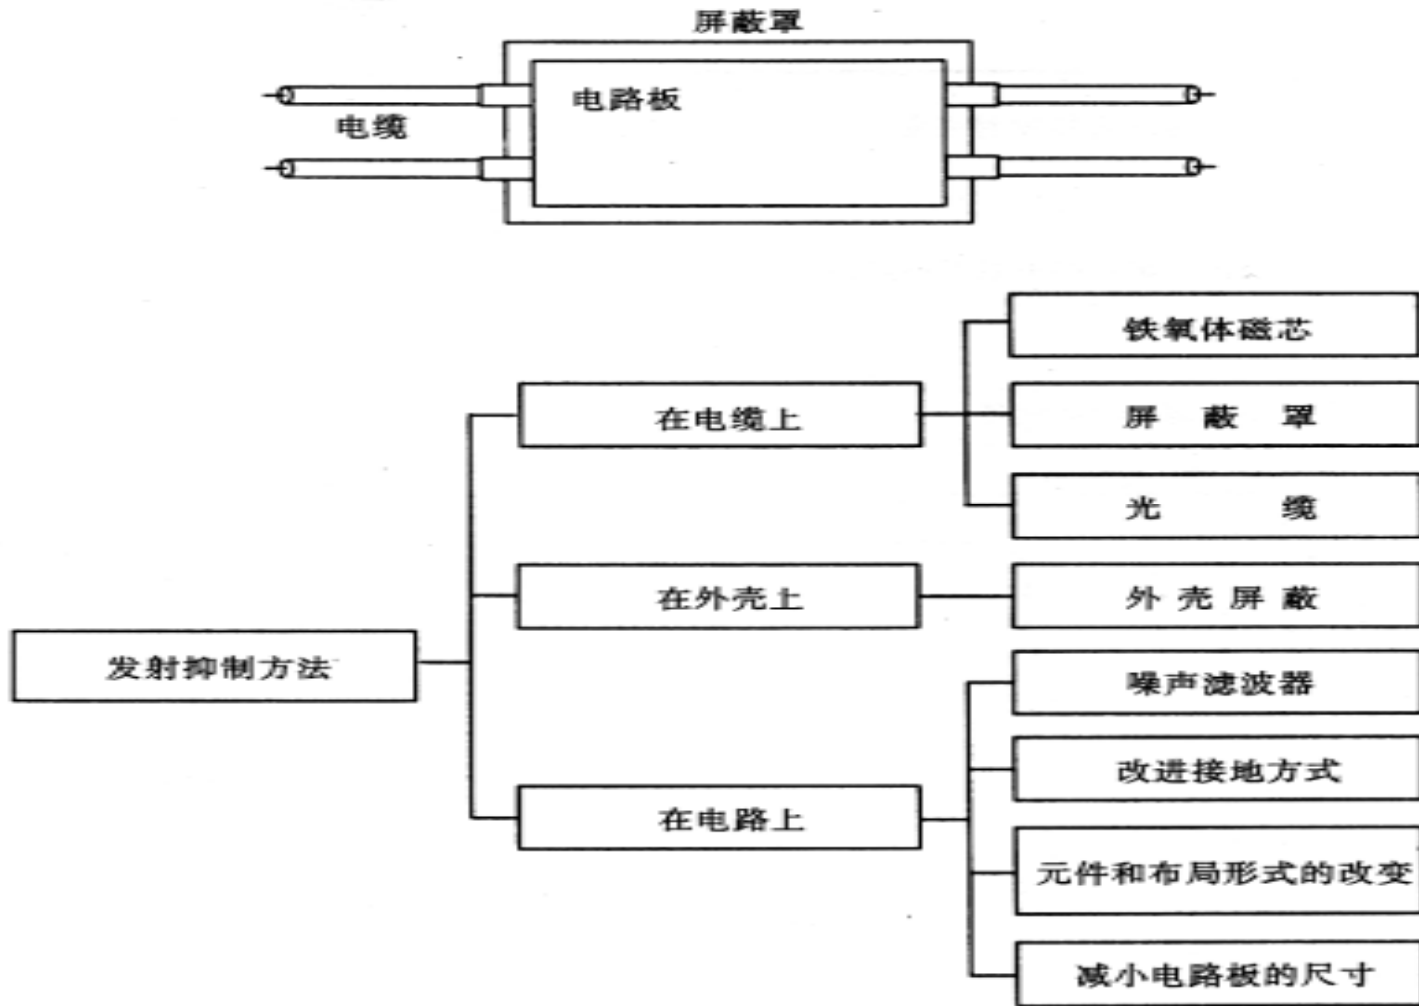 屏蔽罩
电路板
电缆
铁氧体磁芯
在电缆上
屏蔽罩
光缆
在外壳上
外壳屏蔽
发射抑制方法
噪声滤波器
改进接地方式
在电路上
元件和布局形式的改变
减小电路板的尺寸